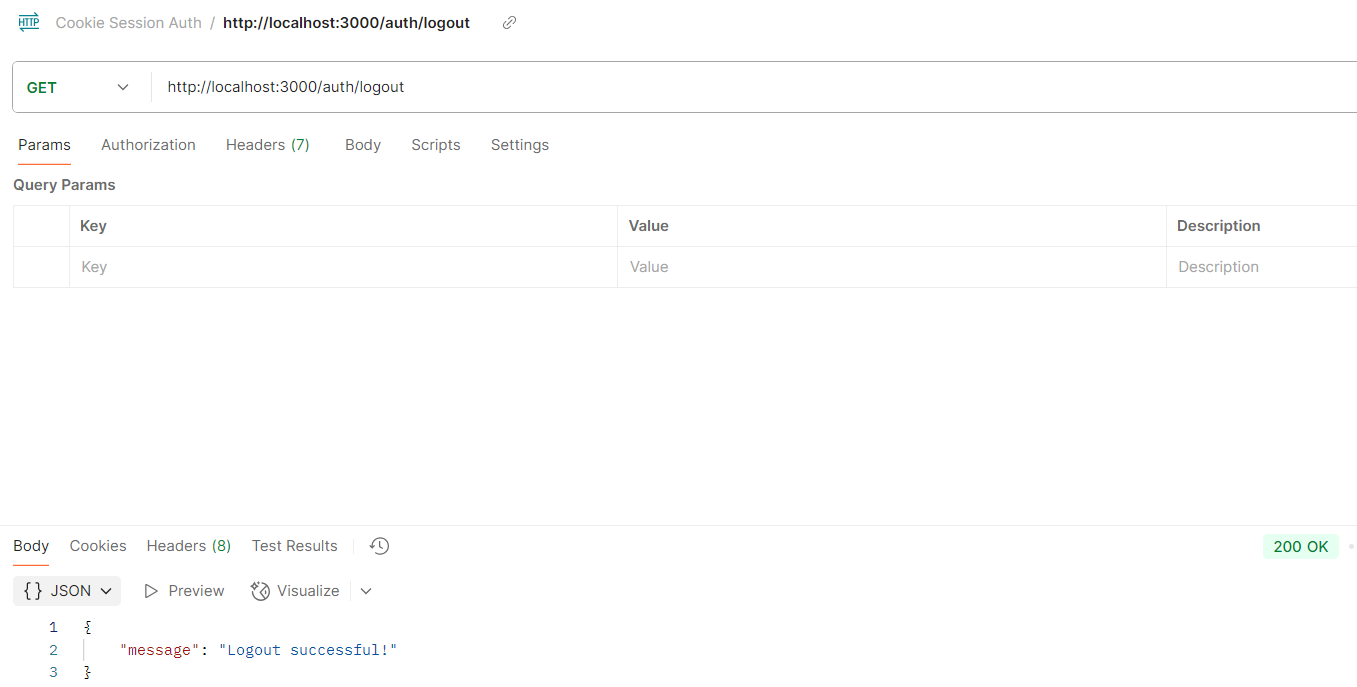 HTTP Cookie Session Auth / http://localhost:3000/auth/logout
GET http://localhost:3000/auth/logout
Params Authorization Headers (7) Body Scripts Settings
Query Params
Key Value Description
Key Value Description
Body Cookies Headers (8) Test Results 200 OK
{} JSON Preview Visualize
1 {
2 "message": "Logout successful!"
3 }